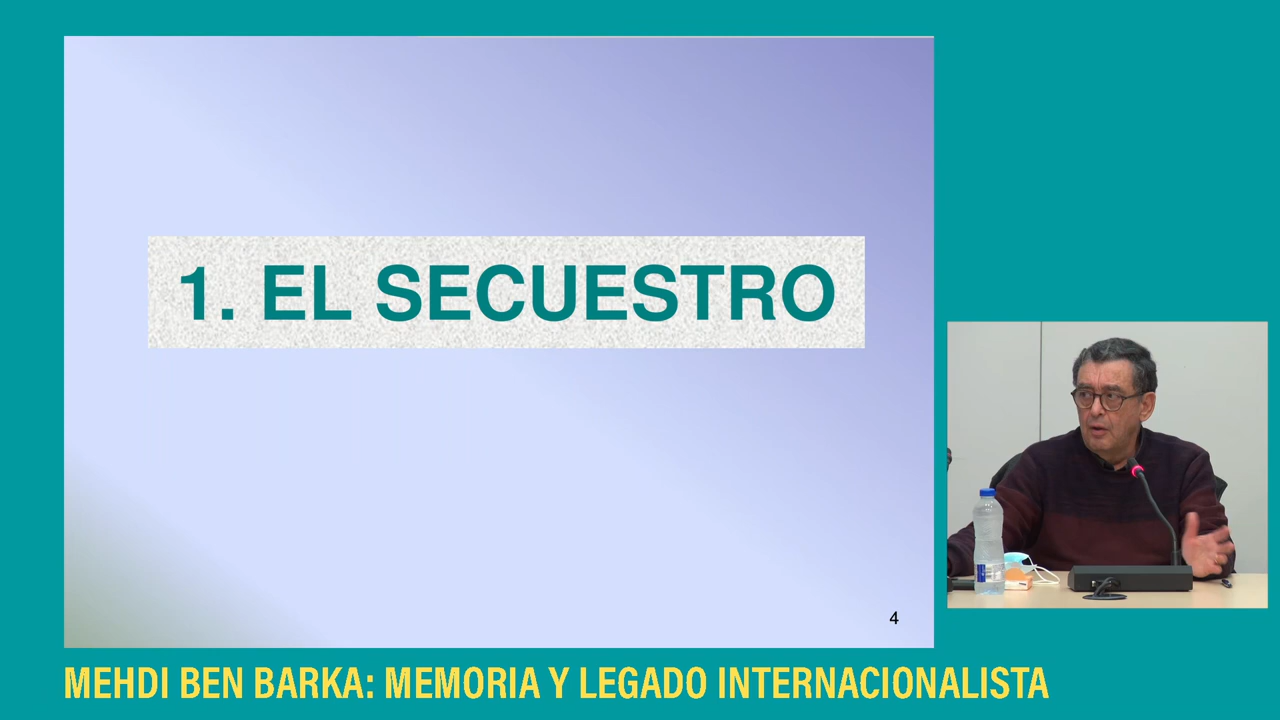 1. EL SECUESTRO
4
MEHDI BEN BARKA: MEMORIA Y LEGADO INTERNACIONALISTA